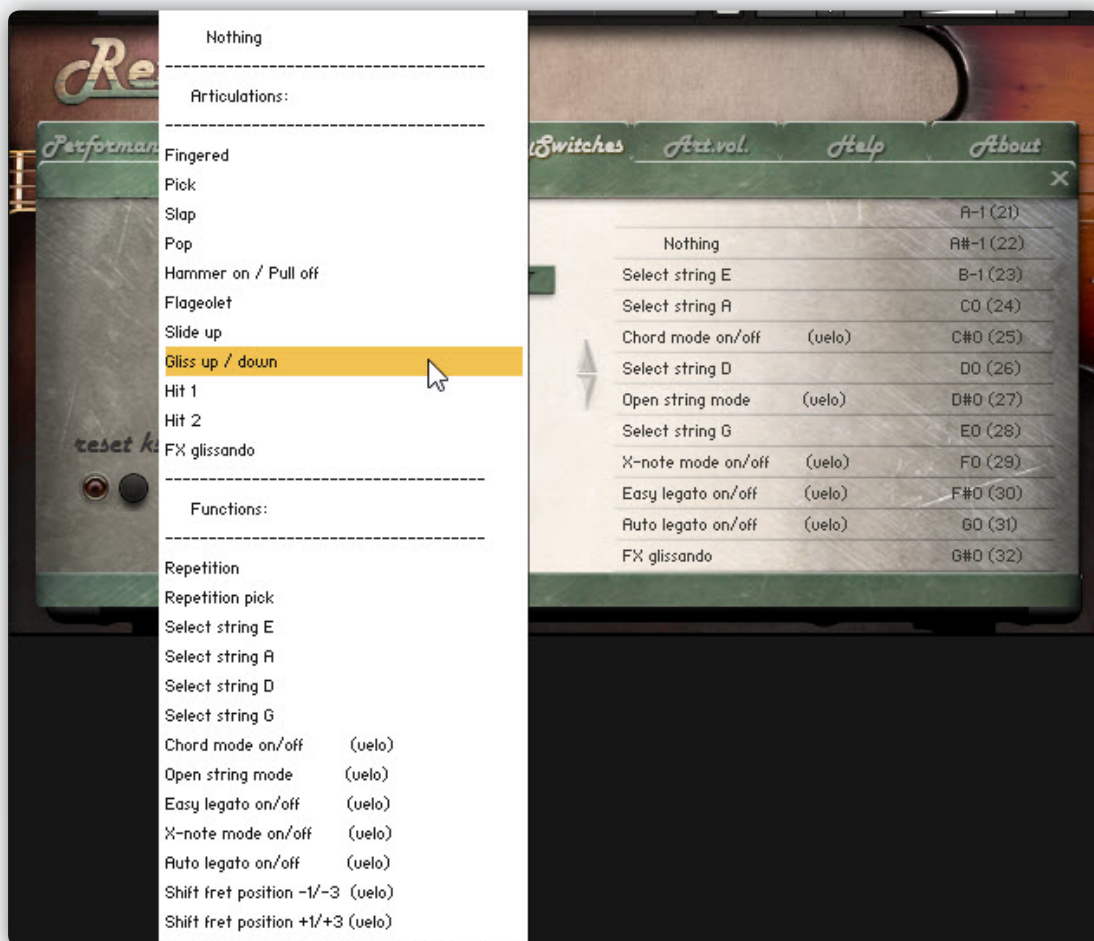 Nothing
Articulations:
Fingered
Pick
Slap
Pop
Hammer on / Pull off
Flageolet
Slide up
Gliss up / down
Hit 1
Hit 2
FX glissando
Functions:
Repetition
Repetition pick
Select string E
Select string A
Select string D
Select string G
Chord mode on/off (velo)
Open string mode (velo)
Easy legato on/off (velo)
X-note mode on/off (velo)
Auto legato on/off (velo)
Shift fret position -1/-3 (velo)
Shift fret position +1/+3 (velo)
Art.vol. Help About
A-1 (21)
Nothing A#-1 (22)
Select string E B-1 (23)
Select string A C0 (24)
Chord mode on/off (velo) C#0 (25)
Select string D D0 (26)
Open string mode (velo) D#0 (27)
Select string G E0 (28)
X-note mode on/off (velo) F0 (29)
Easy legato on/off (velo) F#0 (30)
Auto legato on/off (velo) G0 (31)
FX glissando G#0 (32)
reset